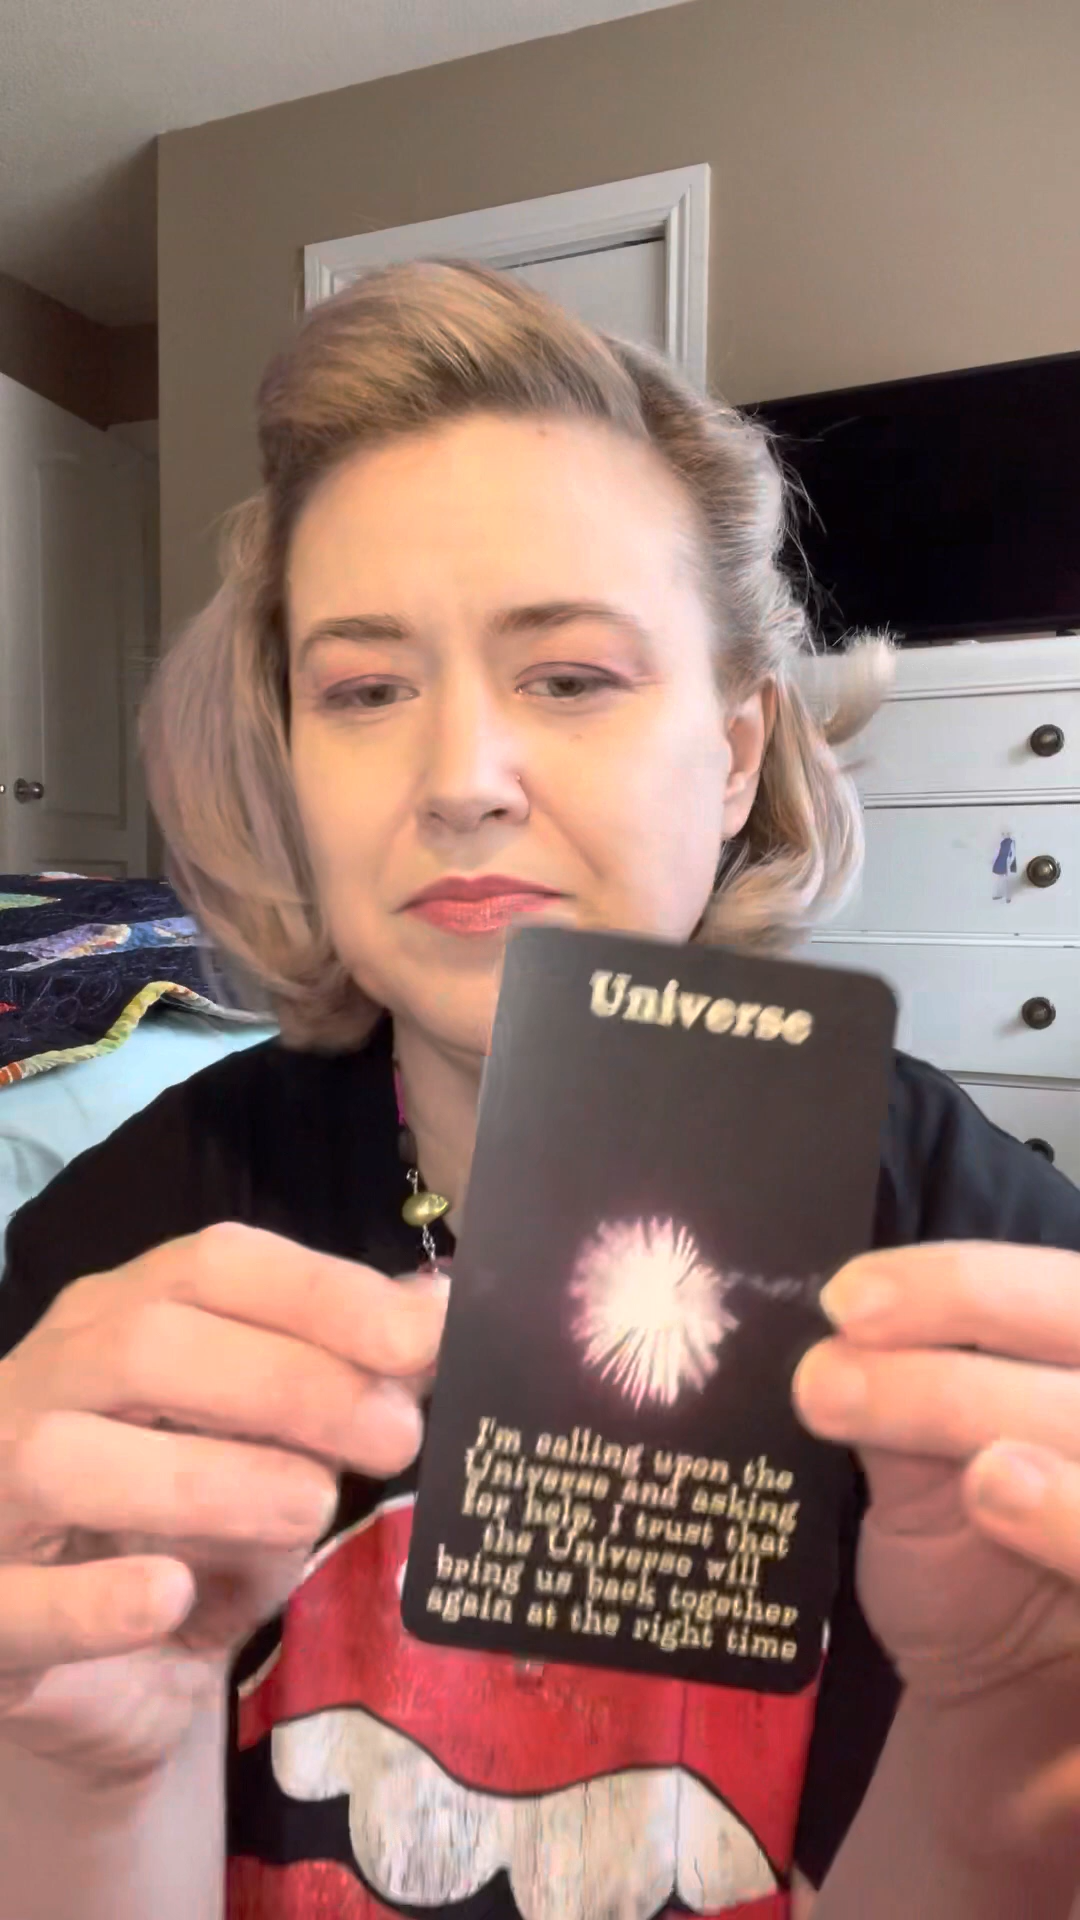 Universe
I'm calling upon the
Universe and asking
for help, I trust that
the Universe will
bring us back together
again at the right time